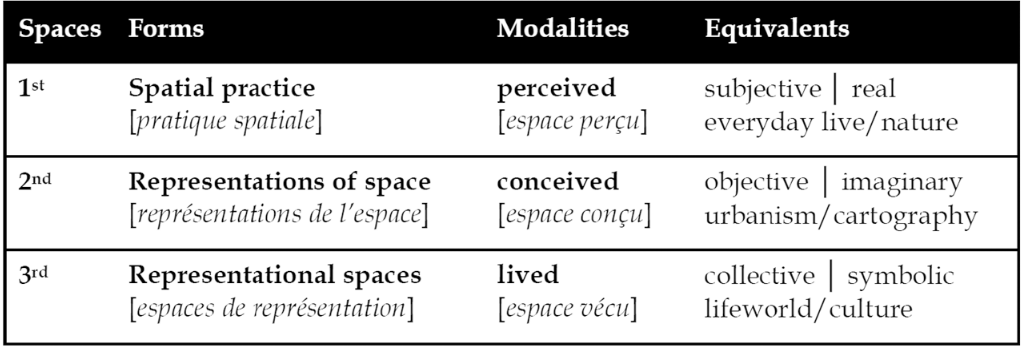 Spaces Forms Modalities Equivalents
1st Spatial practice perceived subjective | real
[pratique spatiale] [espace perçu] everyday live/nature
2nd Representations of space conceived objective | imaginary
[représentations de l'espace] [espace conçu] urbanism/cartography
3rd Representational spaces lived collective | symbolic
[espaces de représentation] [espace vécu] lifeworld/culture